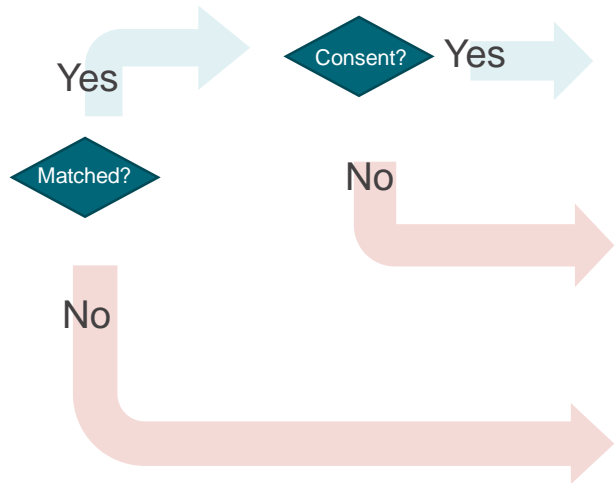 Consent?
Yes
Yes
Matched?
No
No